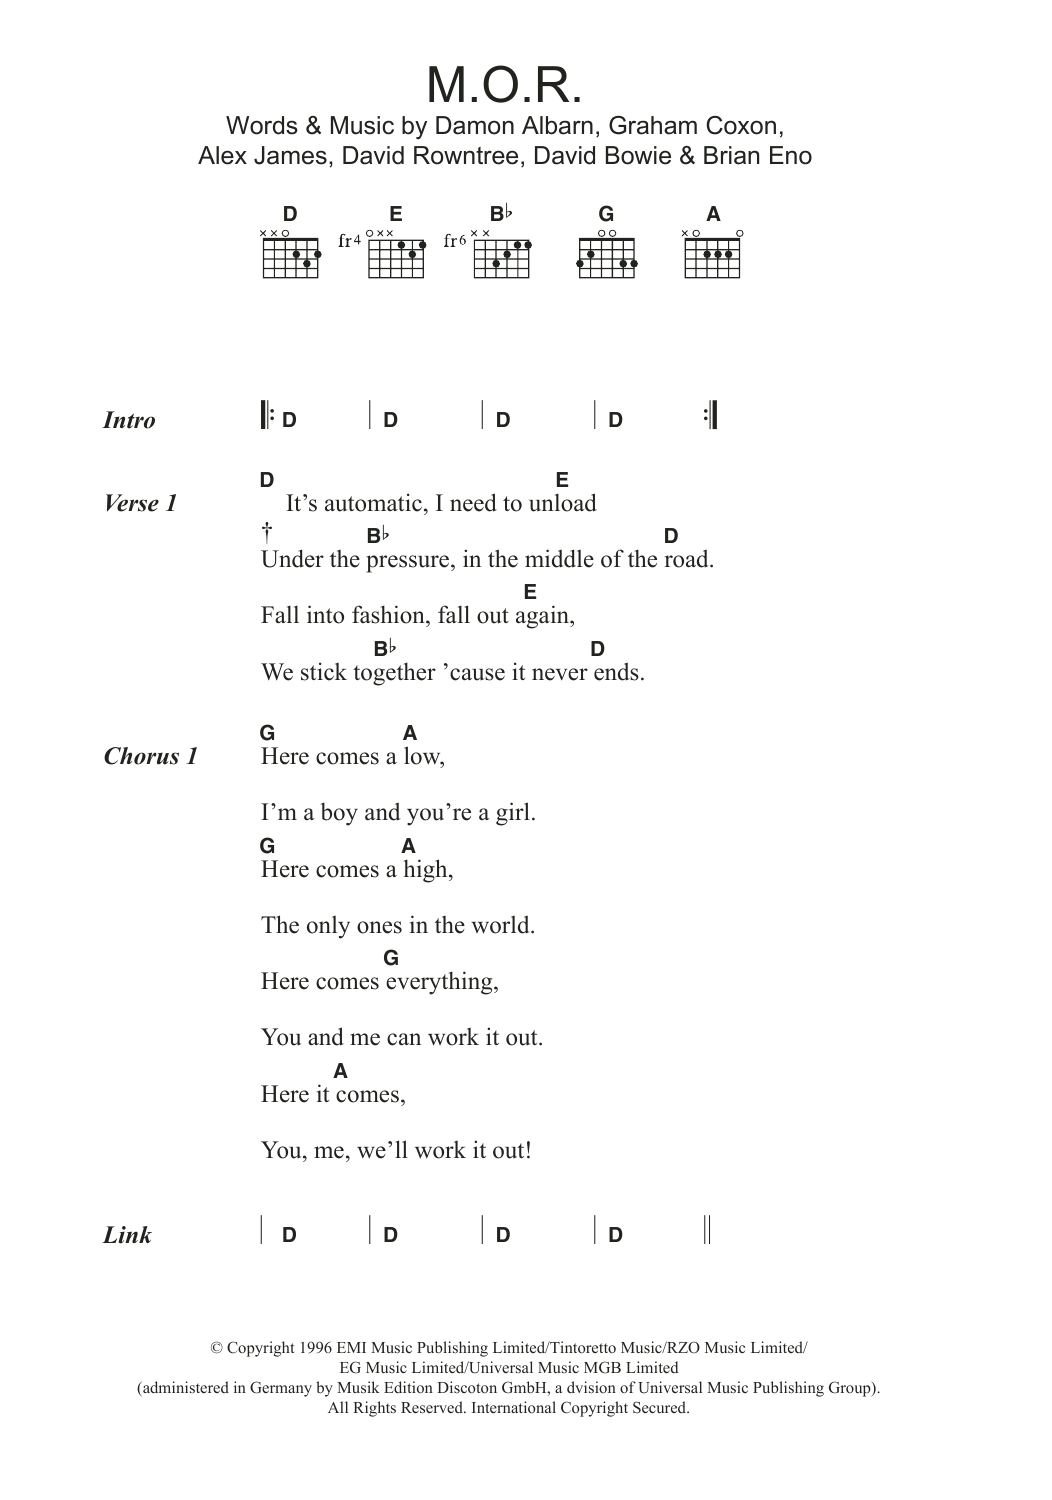 M.O.R.
Words & Music by Damon Albarn, Graham Coxon,
Alex James, David Rowntree, David Bowie & Brian Eno
D E B♭ G A
fr4 fr6
Intro D D D D
D E
Verse 1 It’s automatic, I need to unload
† B♭ D
Under the pressure, in the middle of the road.
E
Fall into fashion, fall out again,
B♭ D
We stick together ’cause it never ends.
G A
Chorus 1 Here comes a low,
I’m a boy and you’re a girl.
G A
Here comes a high,
The only ones in the world.
G
Here comes everything,
You and me can work it out.
A
Here it comes,
You, me, we’ll work it out!
Link D D D D
© Copyright 1996 EMI Music Publishing Limited/Tintoretto Music/RZO Music Limited/
EG Music Limited/Universal Music MGB Limited
(administered in Germany by Musik Edition Discoton GmbH, a dvision of Universal Music Publishing Group).
All Rights Reserved. International Copyright Secured.